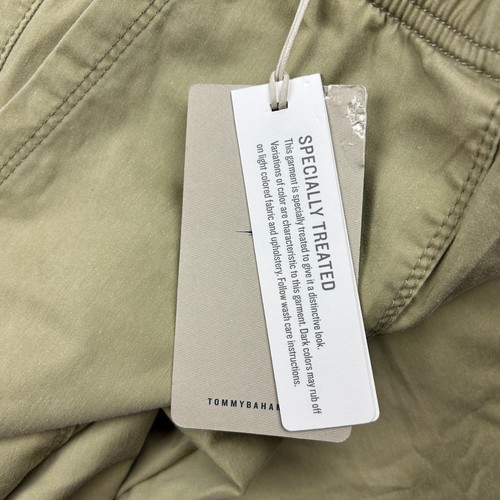 SPECIALLY TREATED
This garment is specially treated to give it a distinctive look.
Variations of color are characteristic to this garment. Dark colors may rub off
on light colored fabric and upholstery. Follow wash care instructions.
TOMMYBAHA